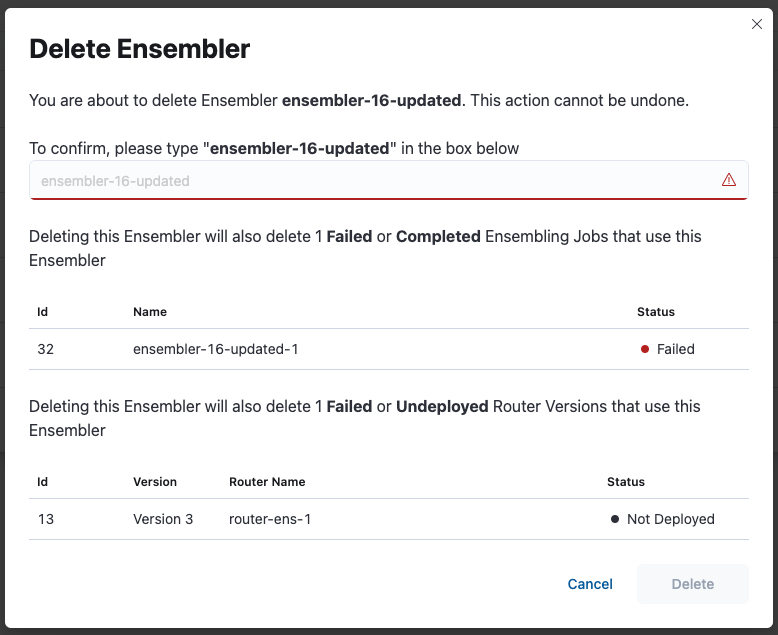 Delete Ensembler
You are about to delete Ensembler ensembler-16-updated. This action cannot be undone.
To confirm, please type "ensembler-16-updated" in the box below
ensembler-16-updated
Deleting this Ensembler will also delete 1 Failed or Completed Ensembling Jobs that use this
Ensembler
Id Name Status
32 ensembler-16-updated-1 Failed
Deleting this Ensembler will also delete 1 Failed or Undeployed Router Versions that use this
Ensembler
Id Version Router Name Status
13 Version 3 router-ens-1 Not Deployed
Cancel Delete